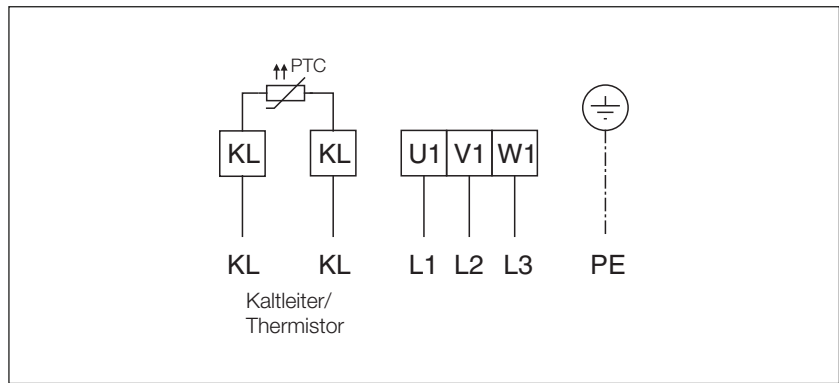 PTC
KL KL U1 V1 W1
KL KL L1 L2 L3 PE
Kaltleiter/
Thermistor